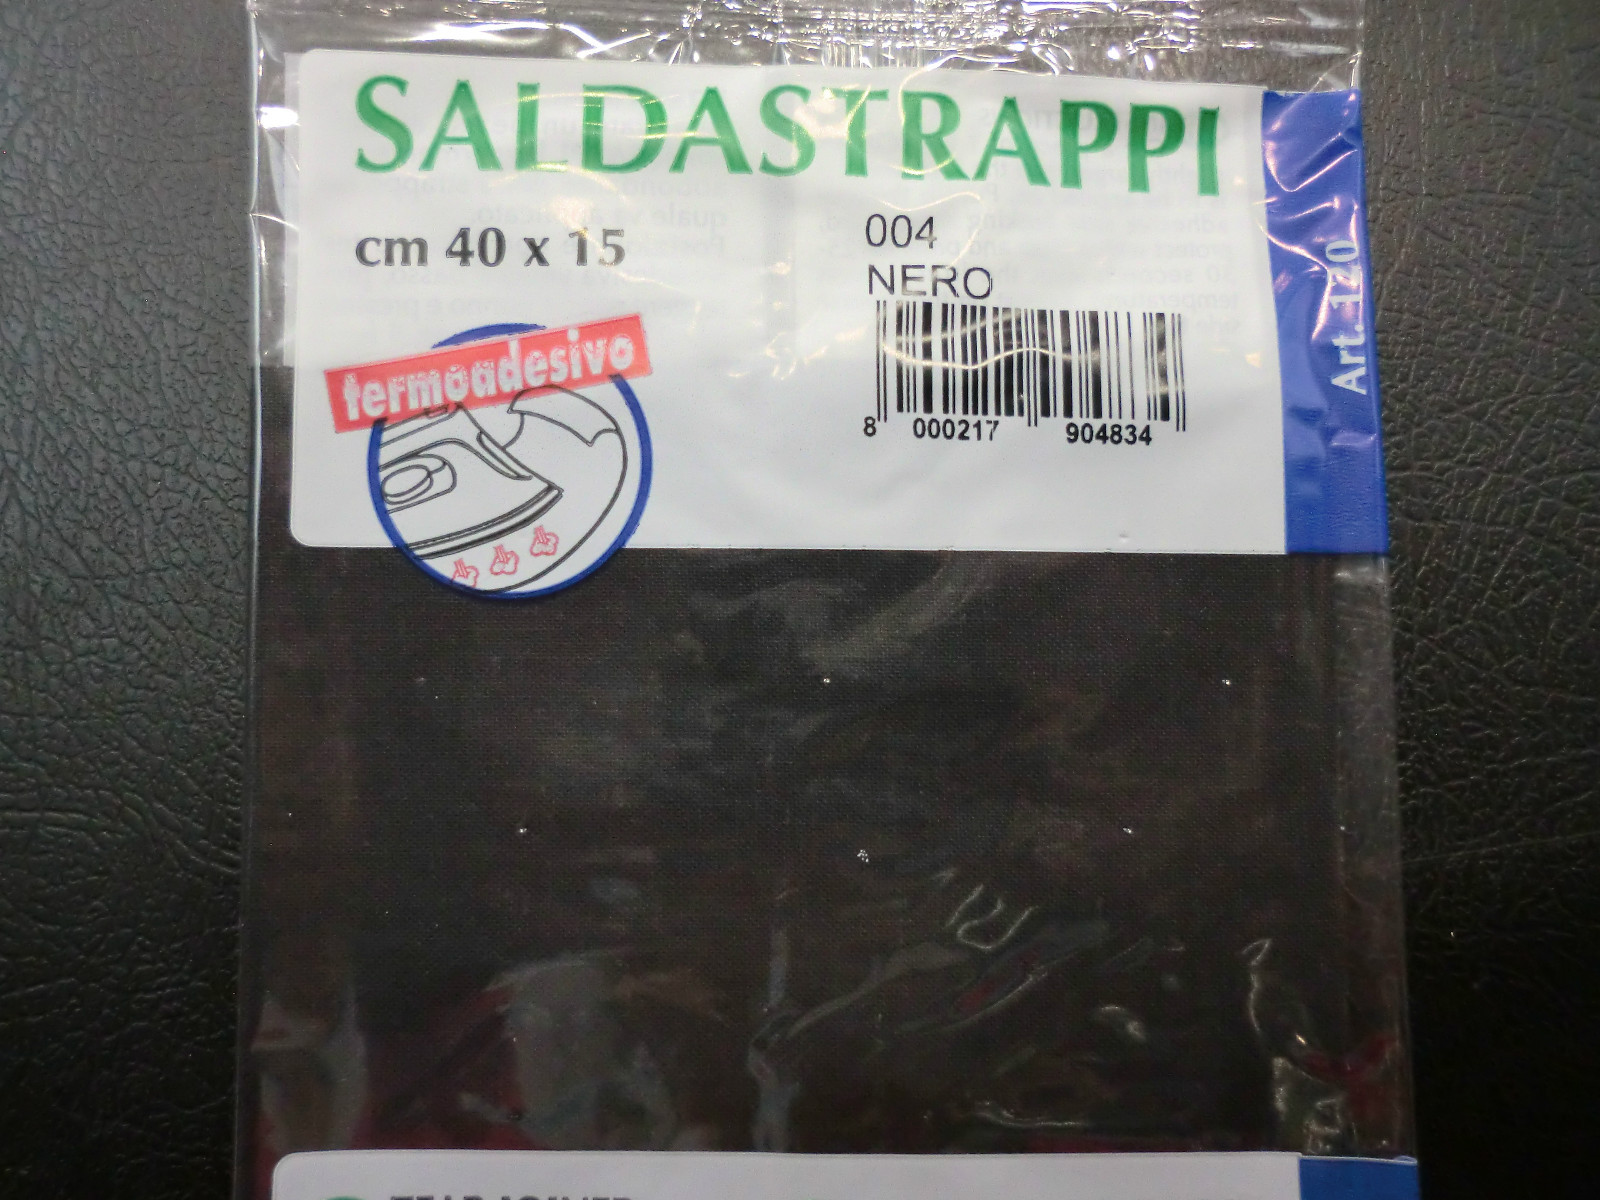 SALDASTRAPPI
cm 40 x 15
004
NERO
termoadesivo
8 000217 904834
Art. 120